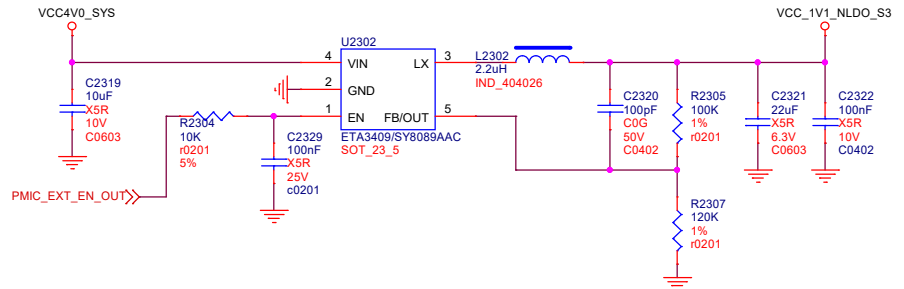 VCC4V0_SYS
VCC_1V1_NLDO_S3
U2302
4
VIN
LX
3
L2302
2.2uH
IND_404026
2
GND
1
EN
FB/OUT
5
ETA3409/SY8089AAC
SOT_23_5
C2319
10uF
X5R
10V
C0603
R2304
10K
r0201
5%
C2329
100nF
X5R
25V
c0201
PMIC_EXT_EN_OUT
C2320
100pF
C0G
50V
C0402
R2305
100K
1%
r0201
C2321
22uF
X5R
6.3V
C0603
C2322
100nF
X5R
10V
C0402
R2307
120K
1%
r0201